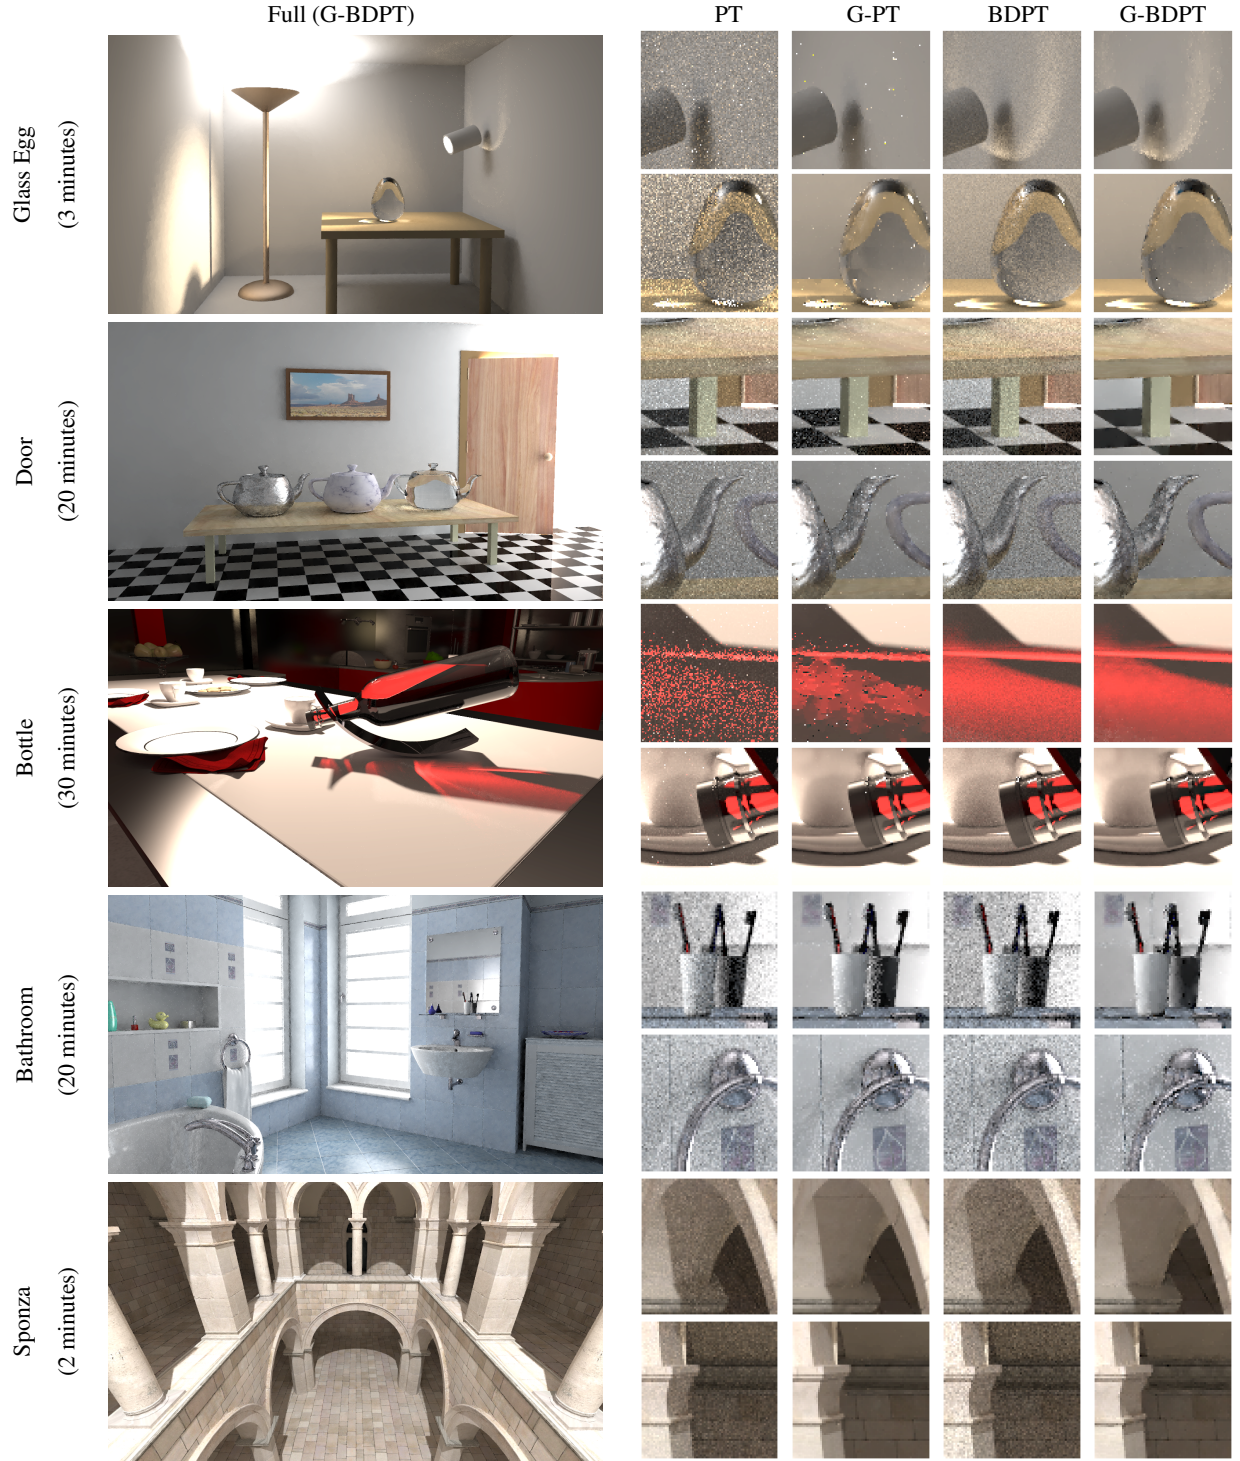 Full (G-BDPT) PT G-PT BDPT G-BDPT
Glass Egg
(3 minutes)
Door
(20 minutes)
Bottle
(30 minutes)
Bathroom
(20 minutes)
Sponza
(2 minutes)